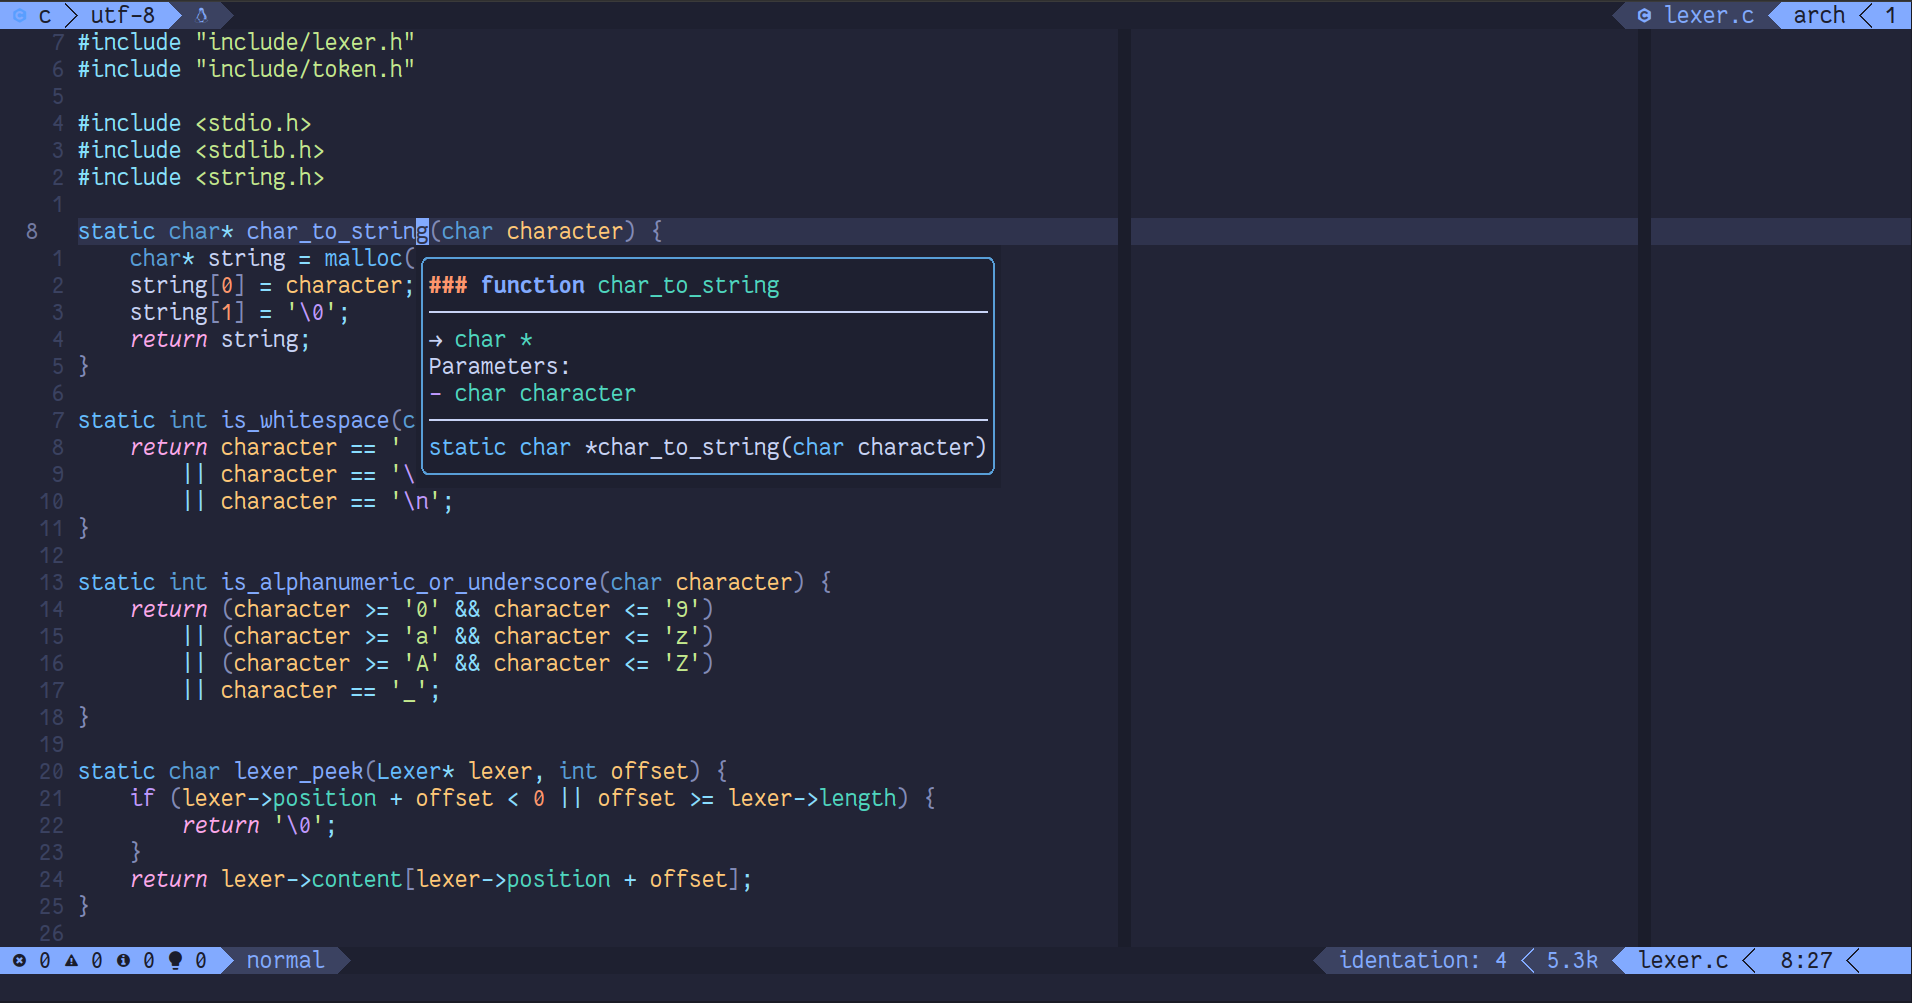 c utf-8 lexer.c arch 1
7 #include "include/lexer.h"
6 #include "include/token.h"
5
4 #include <stdio.h>
3 #include <stdlib.h>
2 #include <string.h>
1
8 static char* char_to_string(char character) {
1     char* string = malloc(
2     string[0] = character;
3     string[1] = '\0';
4     return string;
5 }
6
7 static int is_whitespace(c
8     return character == '
9         || character == '\
10         || character == '\n';
11 }
12
13 static int is_alphanumeric_or_underscore(char character) {
14     return (character >= '0' && character <= '9')
15         || (character >= 'a' && character <= 'z')
16         || (character >= 'A' && character <= 'Z')
17         || character == '_';
18 }
19
20 static char lexer_peek(Lexer* lexer, int offset) {
21     if (lexer->position + offset < 0 || offset >= lexer->length) {
22         return '\0';
23     }
24     return lexer->content[lexer->position + offset];
25 }
26
### function char_to_string
→ char *
Parameters:
- char character
static char *char_to_string(char character)
0 0 0 0 normal identation: 4 5.3k lexer.c 8:27